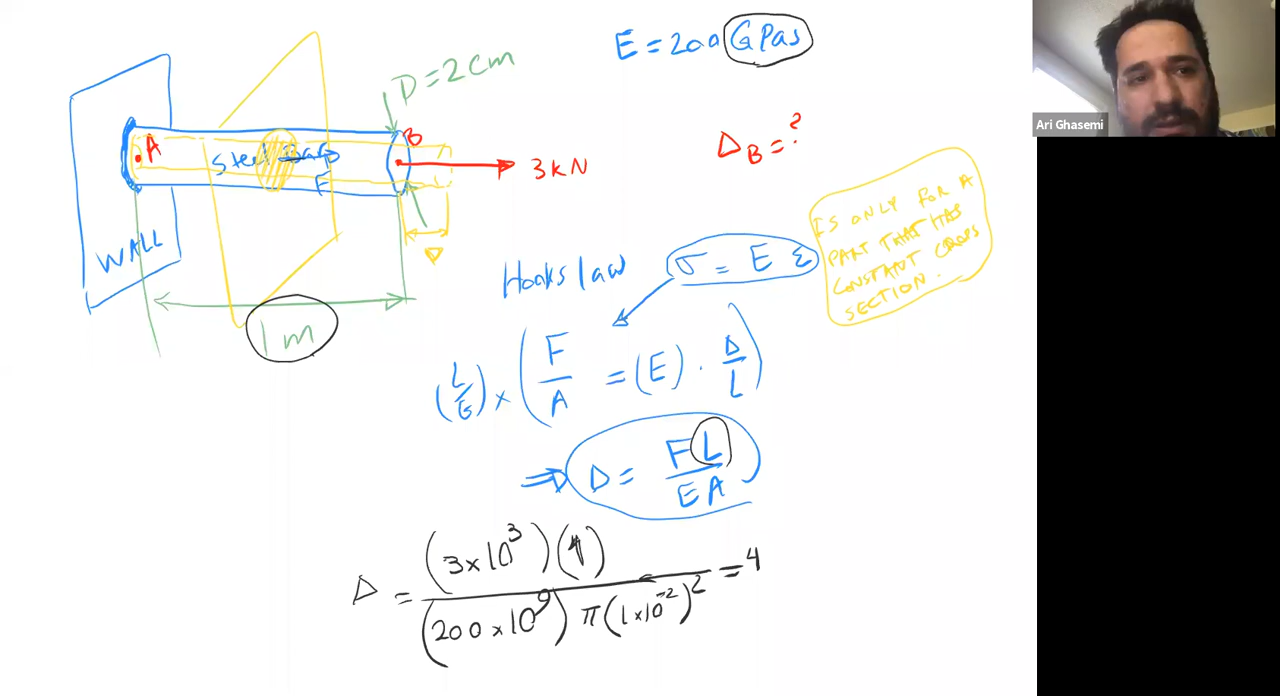 E = 200 GPas
D = 2 cm
Ari Ghasemi
A
B
Δ_B = ?
Steel
3 kN
F
IS ONLY FOR A
PART THAT HAS
CONSTANT CROSS
SECTION.
WALL
Δ
Hooks law
σ = E ε
1 m
(L/E) × (F/A = (E) · Δ/L)
⇒ Δ = FL/EA
Δ = (3×10³)(1) / (200×10⁹) π(1×10⁻²)² = 4